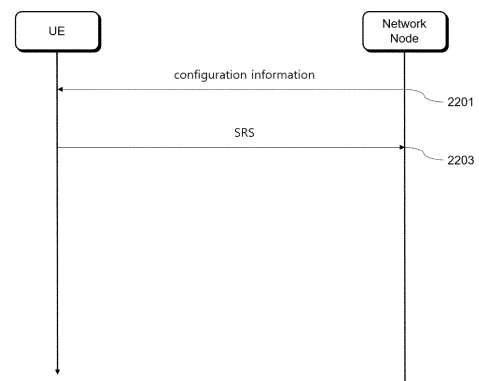 UE
Network
Node
configuration information
2201
SRS
2203